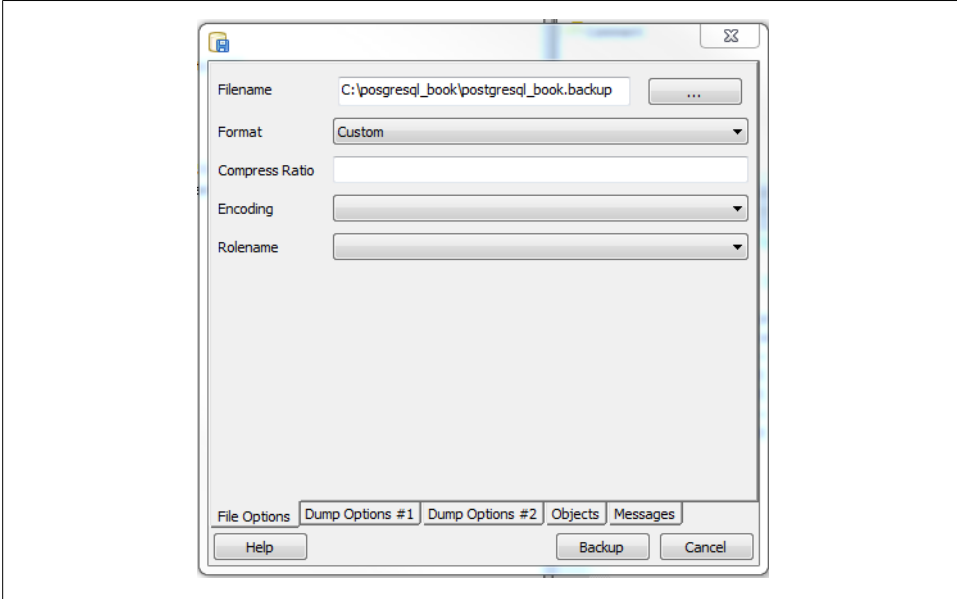 Filename C:\posgresql_book\postgresql_book.backup ...
Format Custom
Compress Ratio
Encoding
Rolename
File Options Dump Options #1 Dump Options #2 Objects Messages
Help Backup Cancel